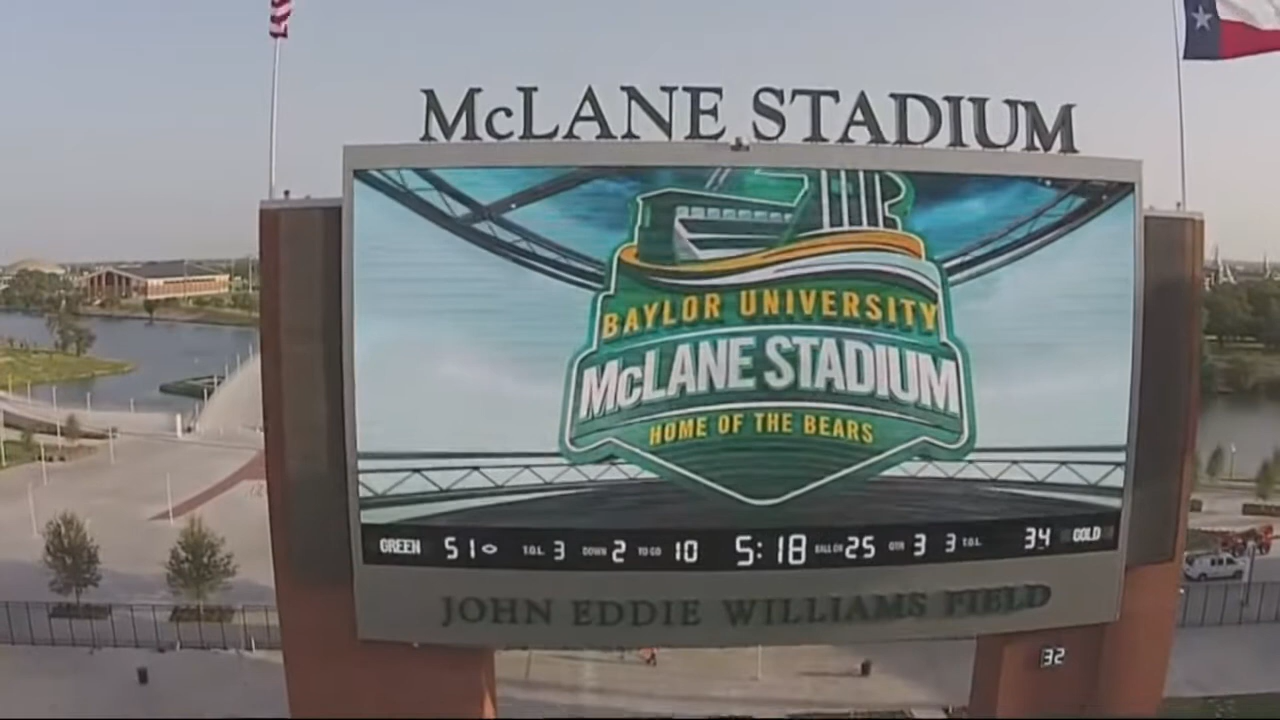 McLANE STADIUM
BAYLOR UNIVERSITY
McLANE STADIUM
HOME OF THE BEARS
GREEN 51 T.O.L. 3 DOWN 2 TO GO 10 5:18 BALL ON 25 QTR 3 3 T.O.L. 34 GOLD
JOHN EDDIE WILLIAMS FIELD
32